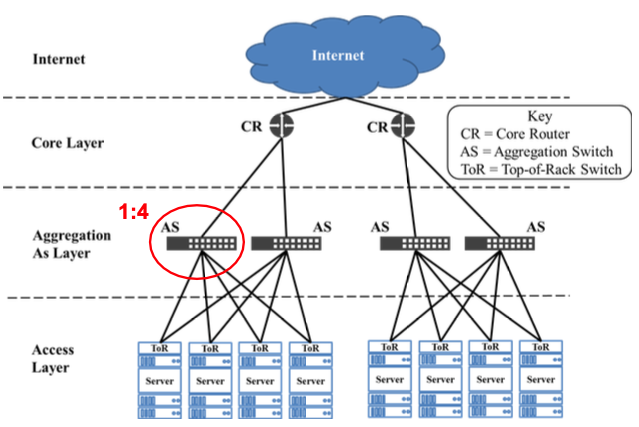 Internet
Internet
Key
CR = Core Router
AS = Aggregation Switch
ToR = Top-of-Rack Switch
Core Layer
CR
CR
1:4
AS
AS
AS
AS
Aggregation
As Layer
Access
Layer
ToR
ToR
ToR
ToR
ToR
ToR
ToR
ToR
Server
Server
Server
Server
Server
Server
Server
Server